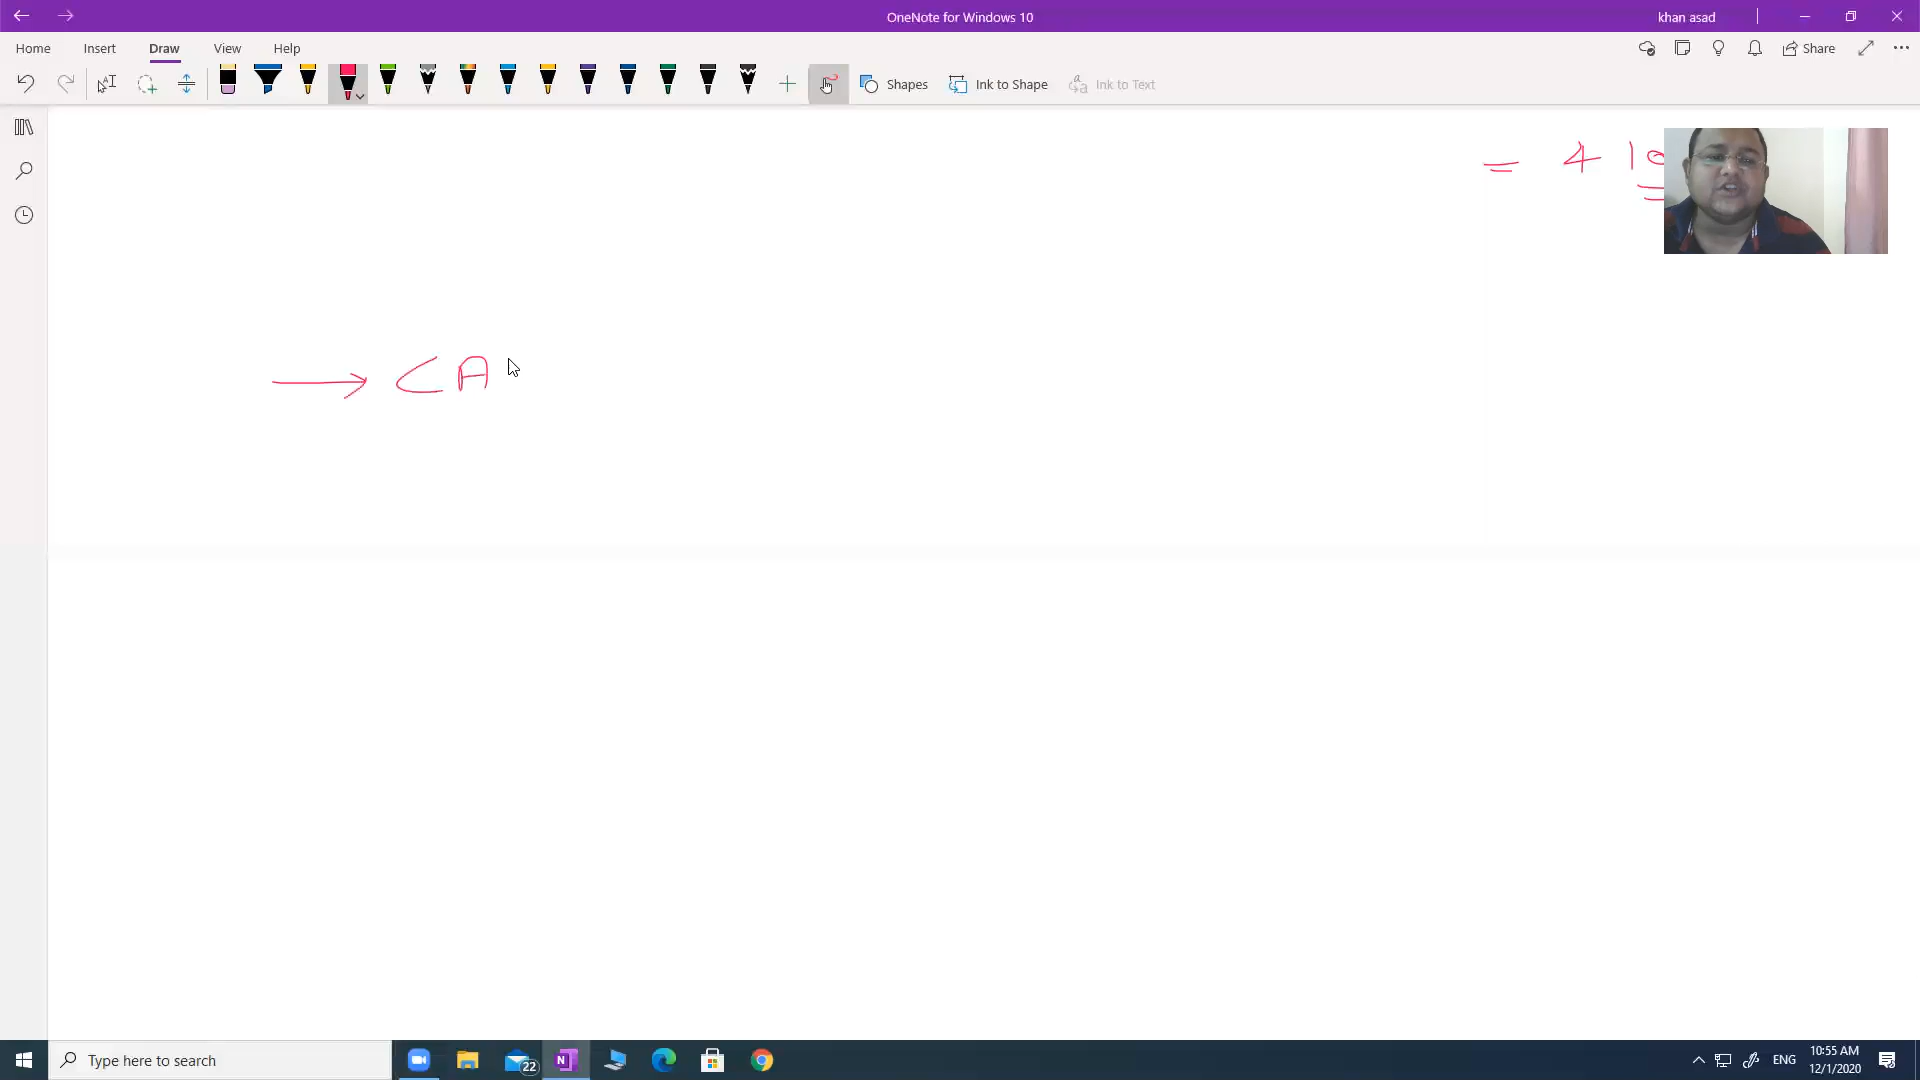 OneNote for Windows 10 khan asad
Home Insert Draw View Help Share
Shapes Ink to Shape Ink to Text
= 4 10
→ CA
Type here to search 22 ENG 10:55 AM
12/1/2020